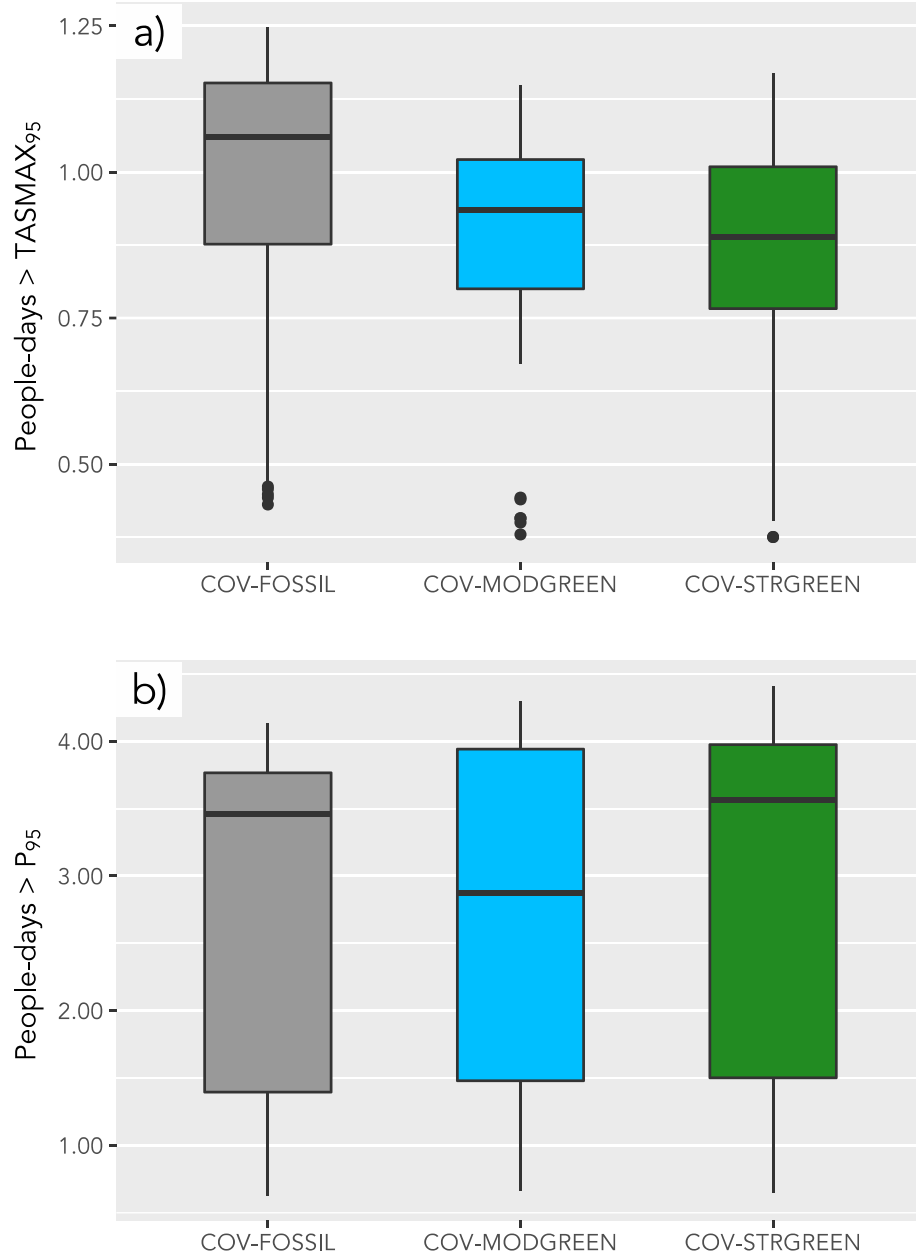 a)
People-days > TASMAX₉₅
1.25
1.00
0.75
0.50
COV-FOSSIL COV-MODGREEN COV-STRGREEN
b)
People-days > P₉₅
4.00
3.00
2.00
1.00
COV-FOSSIL COV-MODGREEN COV-STRGREEN